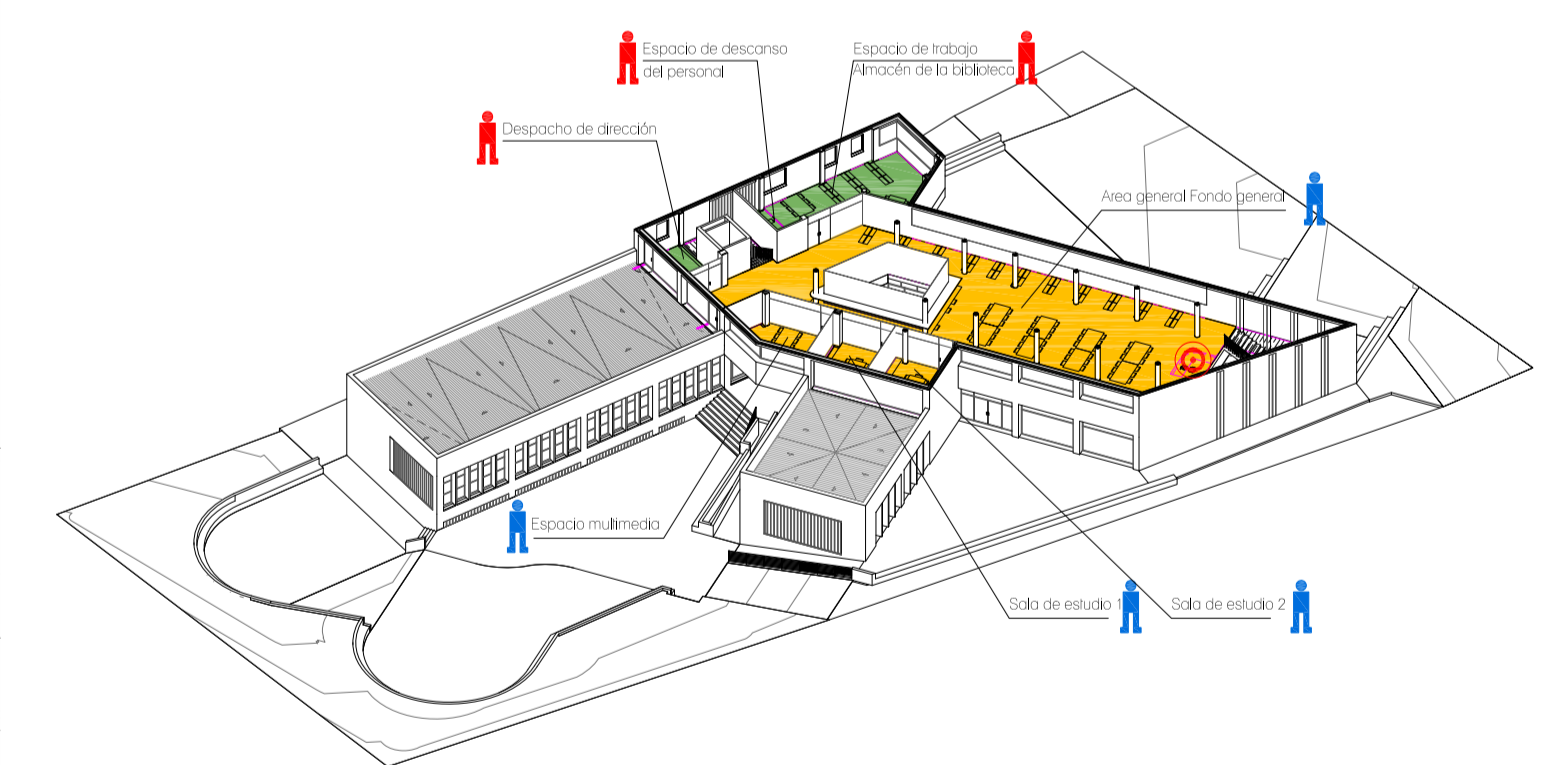 Espacio de descanso
del personal
Espacio de trabajo
Almacén de la biblioteca
Despacho de dirección
Area general Fondo general
Espacio multimedia
Sala de estudio 1
Sala de estudio 2